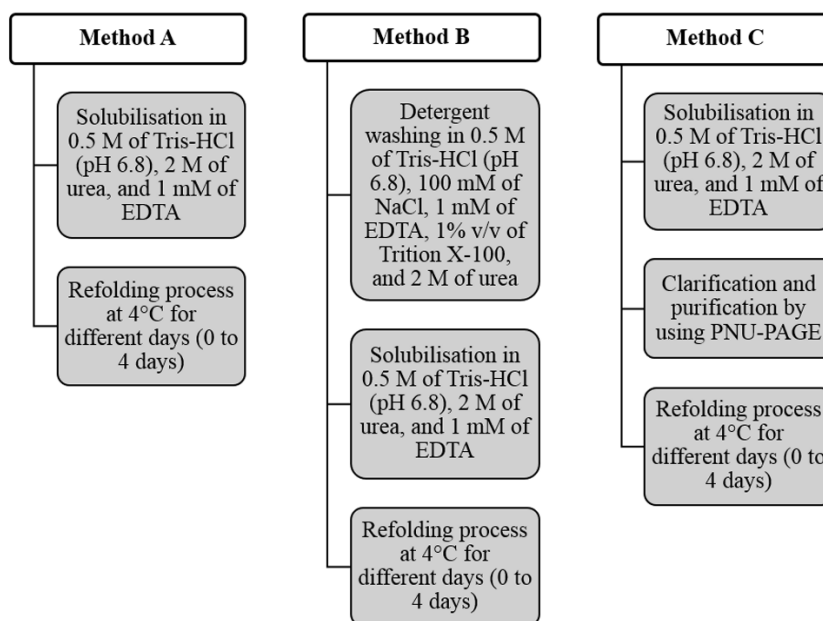 Method A
Solubilisation in
0.5 M of Tris-HCl
(pH 6.8), 2 M of
urea, and 1 mM of
EDTA
Refolding process
at 4°C for
different days (0 to
4 days)
Method B
Detergent
washing in 0.5 M
of Tris-HCl (pH
6.8), 100 mM of
NaCl, 1 mM of
EDTA, 1% v/v of
Trition X-100,
and 2 M of urea
Solubilisation in
0.5 M of Tris-HCl
(pH 6.8), 2 M of
urea, and 1 mM of
EDTA
Refolding process
at 4°C for
different days (0 to
4 days)
Method C
Solubilisation in
0.5 M of Tris-HCl
(pH 6.8), 2 M of
urea, and 1 mM of
EDTA
Clarification and
purification by
using PNU-PAGE
Refolding process
at 4°C for
different days (0 to
4 days)